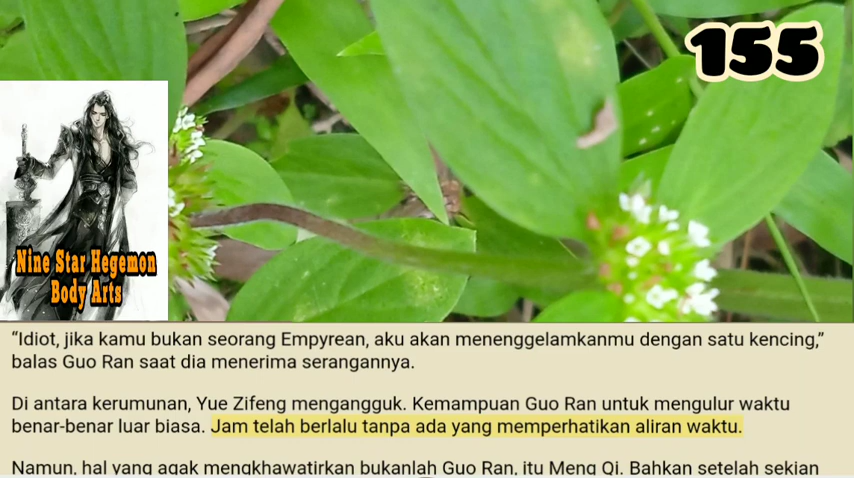 155
Nine Star Hegemon
Body Arts
“Idiot, jika kamu bukan seorang Empyrean, aku akan menenggelamkanmu dengan satu kencing,”
balas Guo Ran saat dia menerima serangannya.
Di antara kerumunan, Yue Zifeng mengangguk. Kemampuan Guo Ran untuk mengulur waktu
benar-benar luar biasa. Jam telah berlalu tanpa ada yang memperhatikan aliran waktu.
Namun, hal yang agak mengkhawatirkan bukanlah Guo Ran, itu Meng Qi. Bahkan setelah sekian